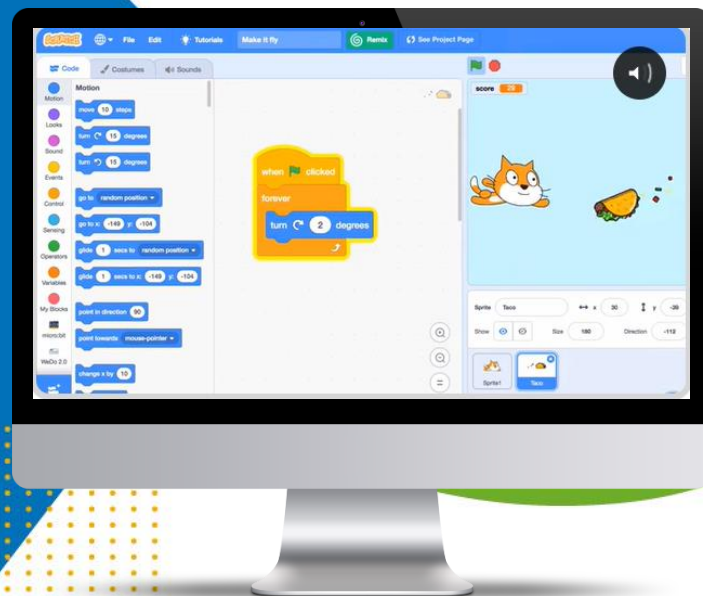 SCRATCH File Edit Tutorials Make it fly Remix See Project Page
Code Costumes Sounds
Motion
Motion
move 10 steps
Looks
turn 15 degrees
Sound
turn 15 degrees
Events
go to random position
Control
go to x: -149 y: -104
Sensing
glide 1 secs to random position
Operators
glide 1 secs to x: -149 y: -104
Variables
point in direction 90
My Blocks
point towards mouse-pointer
micro:bit
WeDo 2.0
change x by 10
when clicked
forever
turn 2 degrees
score 29
Sprite Taco x 30 y -39
Show Size 180 Direction -112
Sprite1 Taco